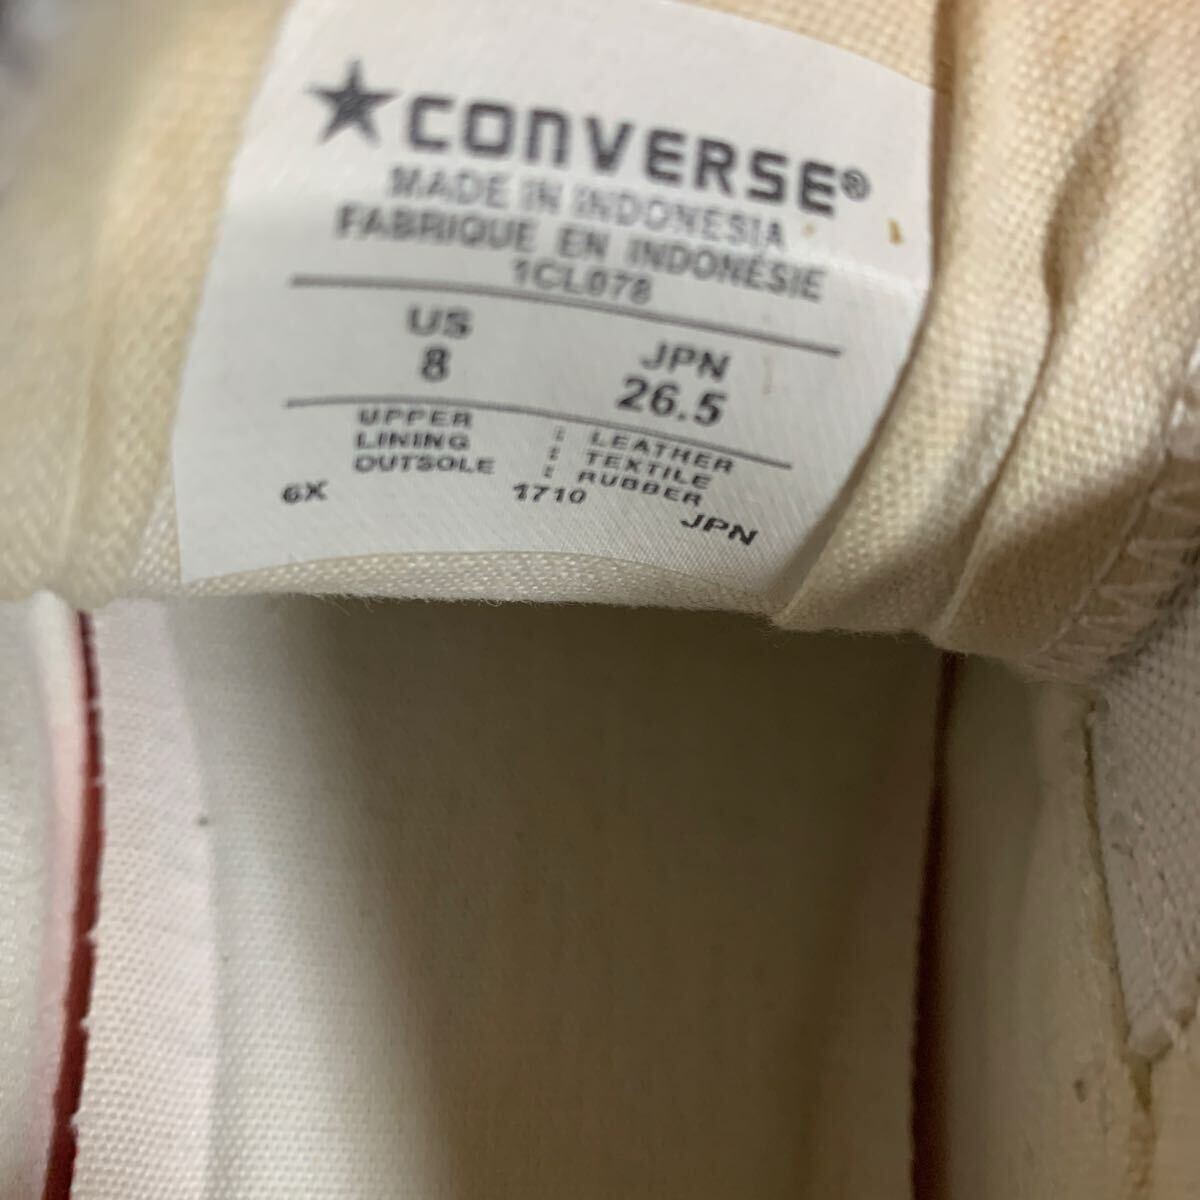 ★CONVERSE®
MADE IN INDONESIA
FABRIQUE EN INDONÉSIE
1CL078
US JPN
8 26.5
UPPER : LEATHER
LINING : TEXTILE
OUTSOLE : RUBBER
6X 1710 JPN